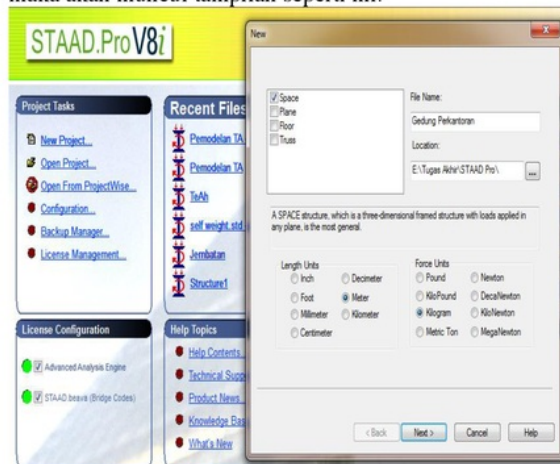 STAAD.Pro V8i
Project Tasks
New Project...
Open Project...
Open From ProjectWise...
Configuration...
Backup Manager...
License Management...
Recent Files
Pemodelan TA
Pemodelan TA
TeAh
self weight.std
Jembatan
Structure1
License Configuration
Advanced Analysis Engine
STAAD.beava (Bridge Codes)
Help Topics
Help Contents...
Technical Supp
Product News...
Knowledge Bas
What's New
New
Space
Plane
Floor
Truss
File Name:
Gedung Perkantoran
Location:
E:\Tugas Akhir\STAAD Pro\
...
A SPACE structure, which is a three-dimensional framed structure with loads applied in
any plane, is the most general.
Length Units
Inch
Decimeter
Foot
Meter
Millimeter
Kilometer
Centimeter
Force Units
Pound
Newton
KiloPound
DecaNewton
Kilogram
KiloNewton
Metric Ton
MegaNewton
< Back
Next >
Cancel
Help